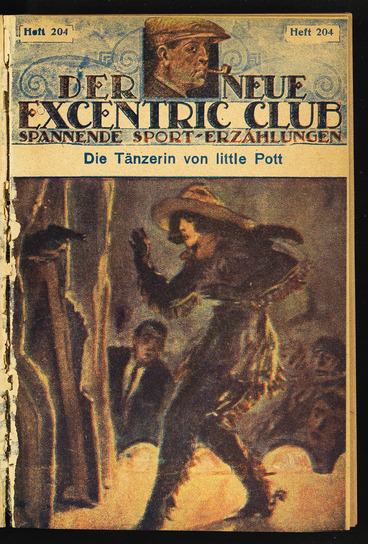 Heft 204 Heft 204
DER NEUE
EXCENTRIC CLUB
SPANNENDE SPORT-ERZÄHLUNGEN
Die Tänzerin von little Pott